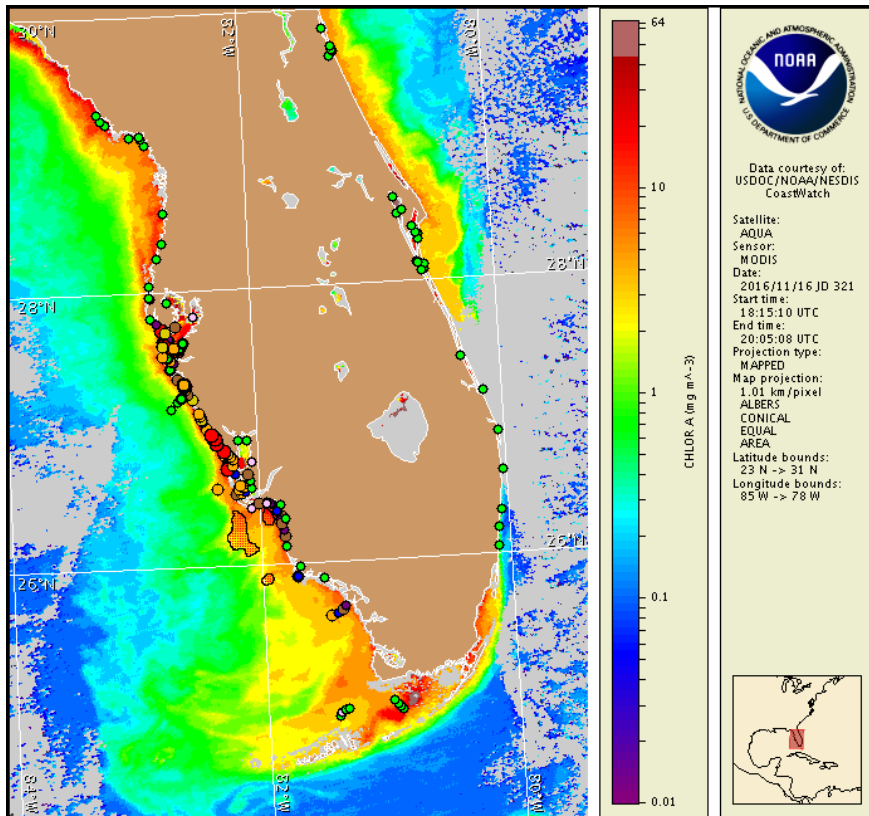 30°N
82°W
80°W
28°N
28°N
26°N
26°N
84°W
82°W
80°W
64
10
1
0.1
0.01
CHLOR A (mg m^-3)
NATIONAL OCEANIC AND ATMOSPHERIC ADMINISTRATION
NOAA
U.S. DEPARTMENT OF COMMERCE
Data courtesy of:
USDOC/NOAA/NESDIS
CoastWatch
Satellite:
AQUA
Sensor:
MODIS
Date:
2016/11/16 JD 321
Start time:
18:15:10 UTC
End time:
20:05:08 UTC
Projection type:
MAPPED
Map projection:
1.01 km/pixel
ALBERS
CONICAL
EQUAL
AREA
Latitude bounds:
23 N -> 31 N
Longitude bounds:
85 W -> 78 W